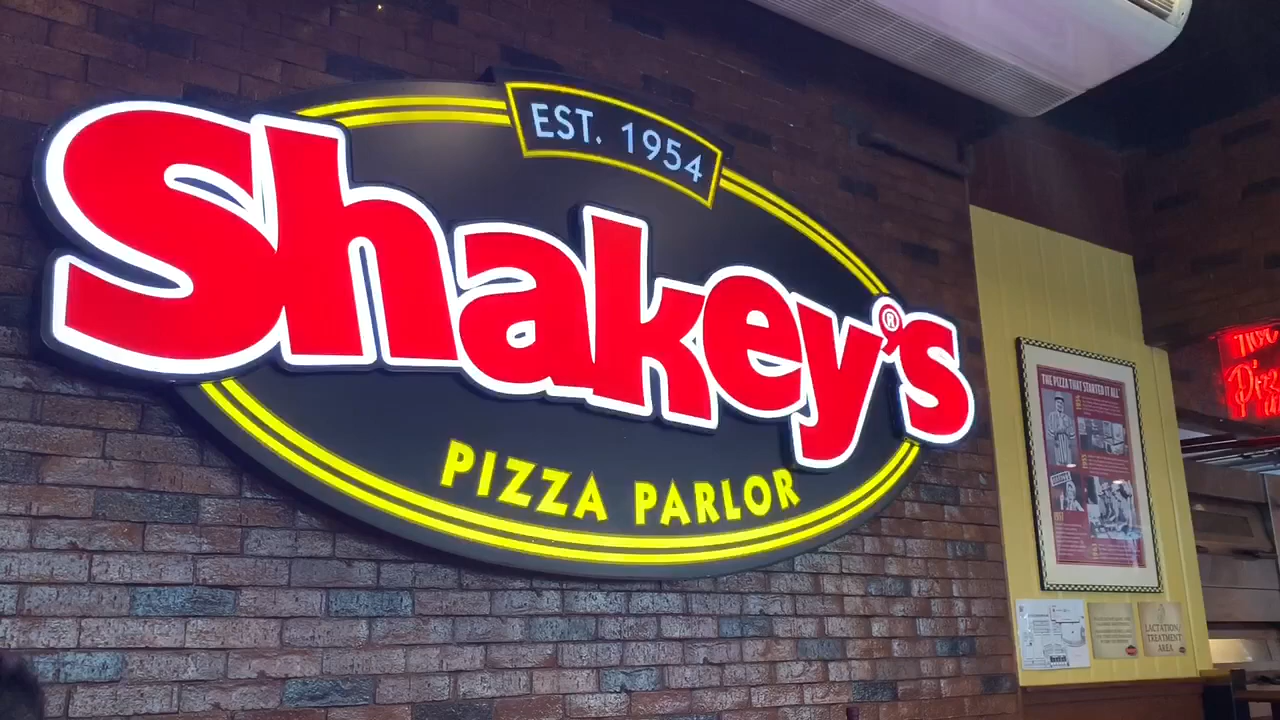 EST. 1954
Shakey's®
PIZZA PARLOR
THE PIZZA THAT STARTED IT ALL
LACTATION/
TREATMENT
AREA